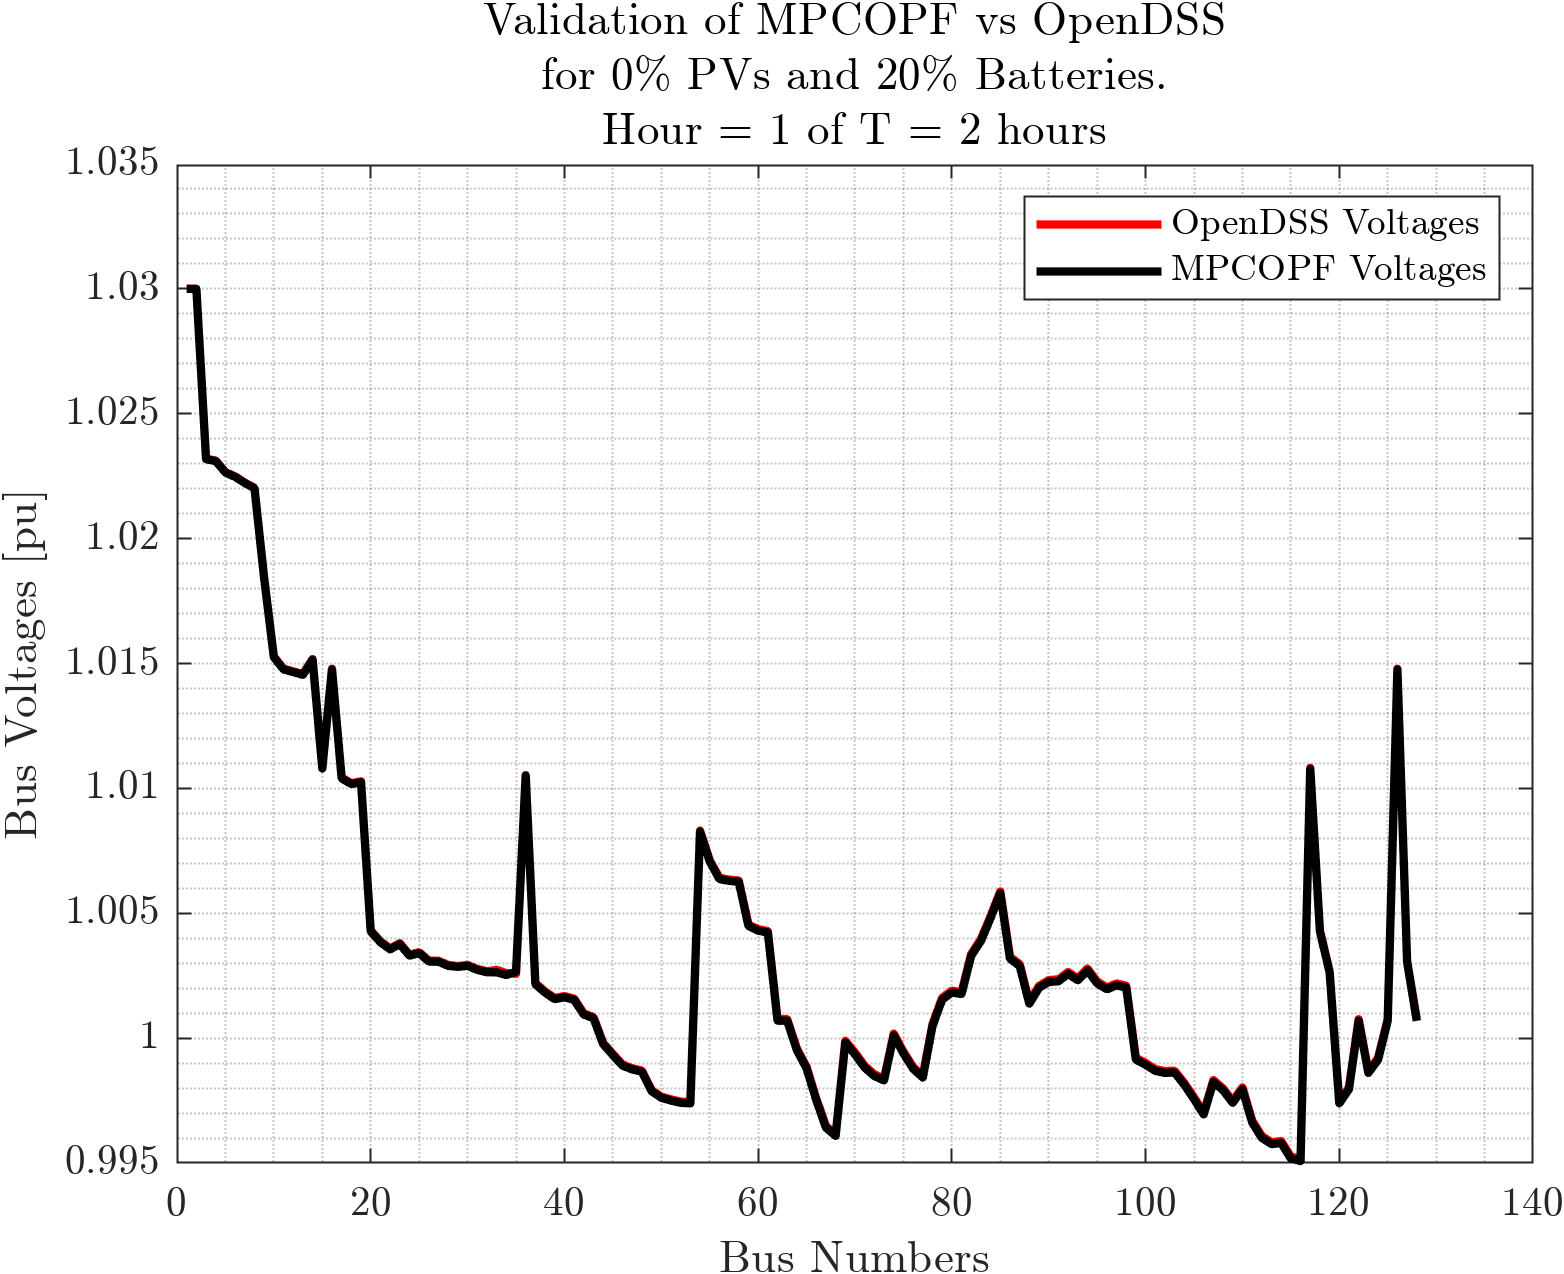 Validation of MPCOPF vs OpenDSS
for 0% PVs and 20% Batteries.
Hour = 1 of T = 2 hours
OpenDSS Voltages
MPCOPF Voltages
Bus Voltages [pu]
1.035
1.03
1.025
1.02
1.015
1.01
1.005
1
0.995
0 20 40 60 80 100 120 140
Bus Numbers